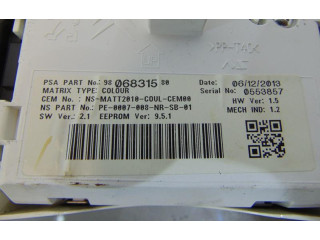 PSA PART No: 98 068315 80 Date: 06/12/2013
MATRIX TYPE: COLOUR Serial No: 0553857
CEM No : NS-MATT2010-COUL-CEM00
NS PART No: PE-0007-008-NR-SB-01 HW Ver: 1.5
SW Ver.: 2.1 EEPROM Ver.: 9.5.1 MECH IND: 1.2